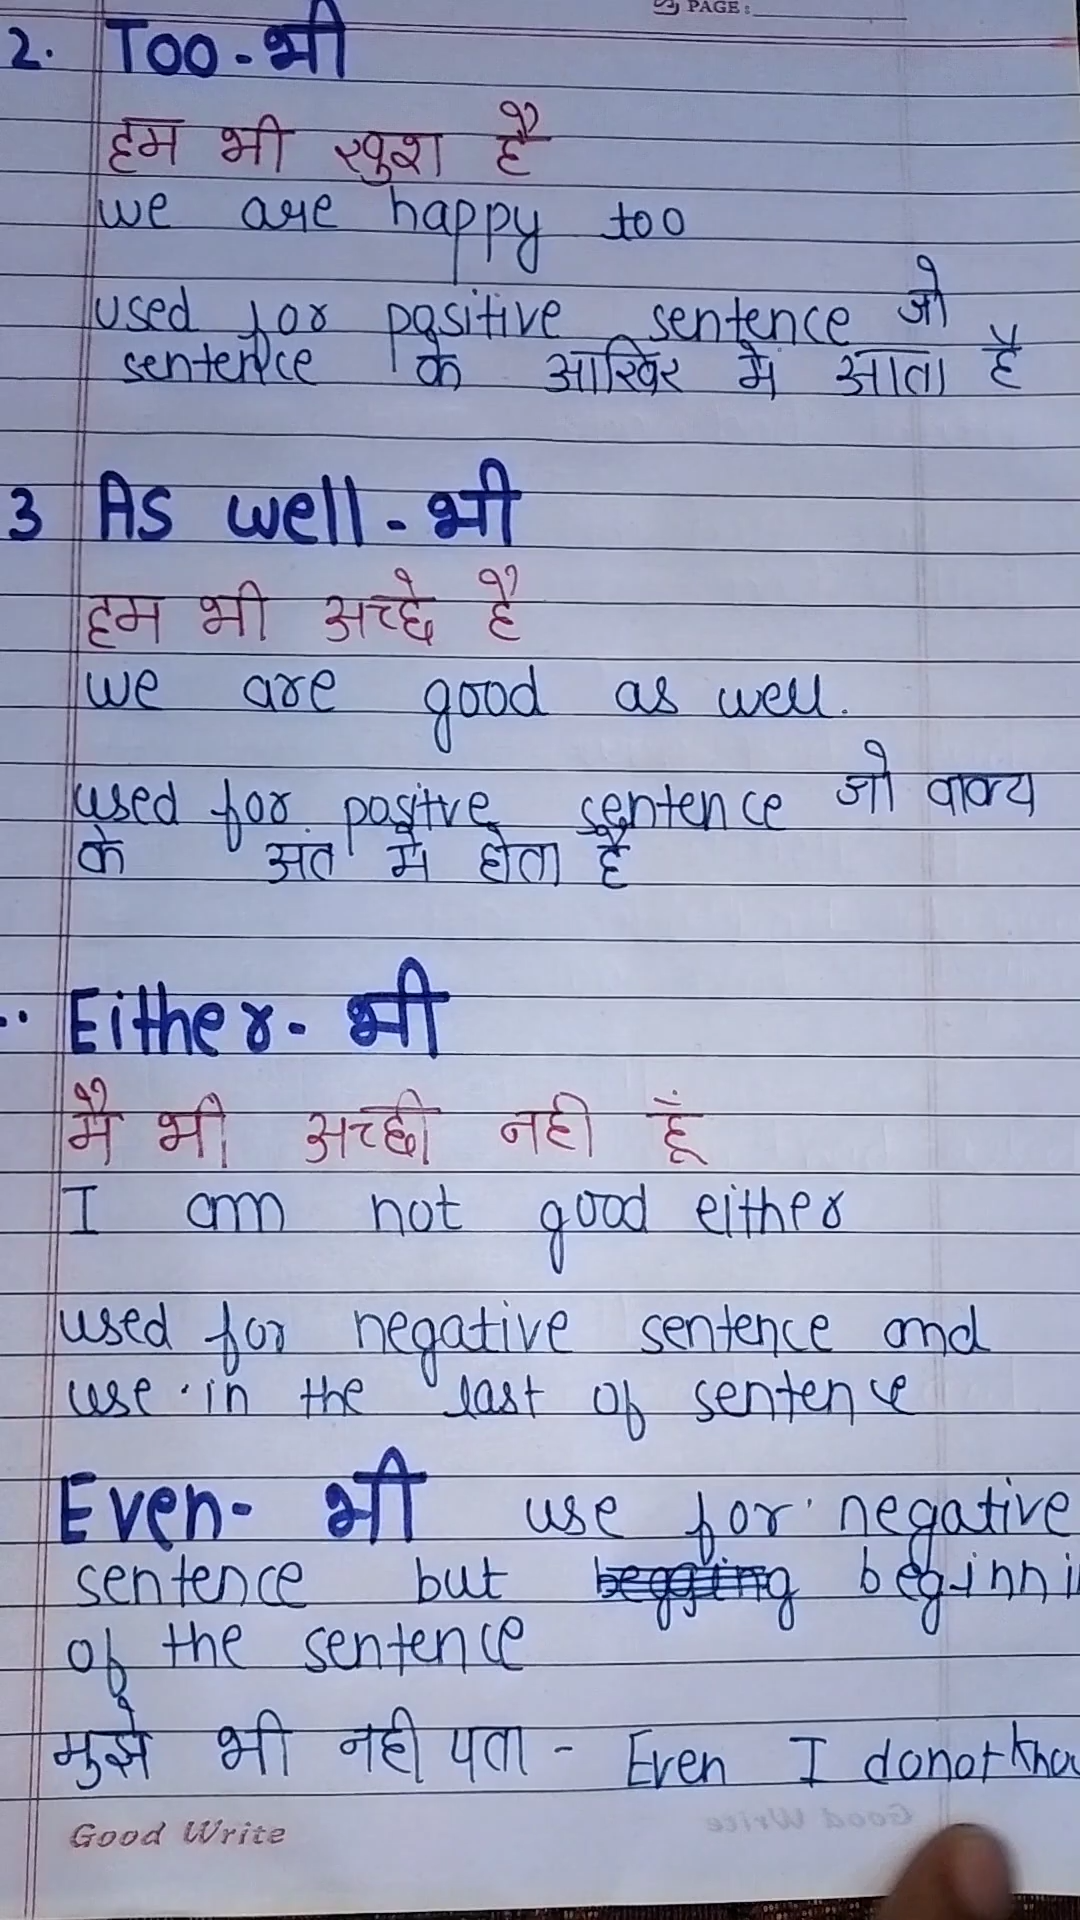 PAGE:
2. Too - भी
हम भी खुश है
we are happy too
used for positive sentence जो
sentence के आखिर में आता है
3 As well - भी
हम भी अच्छे है
we are good as well.
used for positve sentence जो वाक्य
के अंत में होता है
Either - भी
मै भी अच्छी नही हूँ
I am not good either
used for negative sentence and
use in the last of sentence
Even - भी use for negative
sentence but beginni
of the sentence
मुझे भी नही पता - Even I donot kno
Good Write